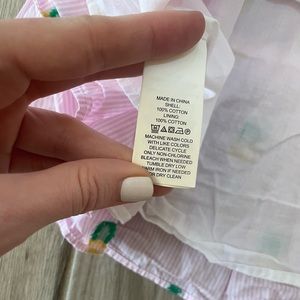 MADE IN CHINA
SHELL:
100% COTTON
LINING:
100% COTTON
MACHINE WASH COLD
WITH LIKE COLORS
DELICATE CYCLE
ONLY NON-CHLORINE
BLEACH WHEN NEEDED
TUMBLE DRY LOW
WARM IRON IF NEEDED
OR DRY CLEAN